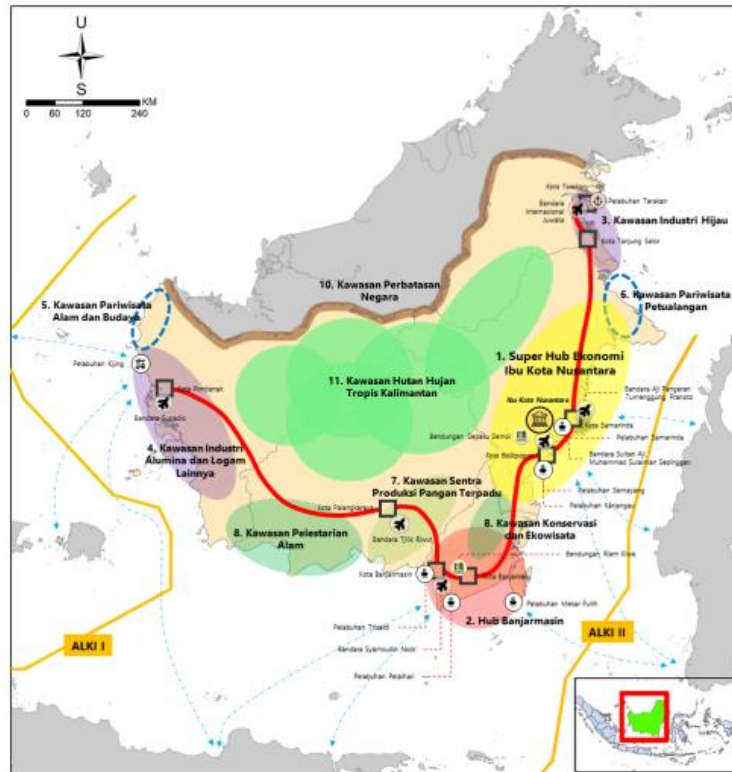 U
S
KM
0 60 120 240
Kota Tarakan
Pelabuhan Tarakan
Bandara
Internasional
Juwata
3. Kawasan Industri Hijau
Kota Tanjung Selor
10. Kawasan Perbatasan
Negara
5. Kawasan Pariwisata
Alam dan Budaya
6. Kawasan Pariwisata
Petualangan
1. Super Hub Ekonomi
Ibu Kota Nusantara
Pelabuhan Kijing
11. Kawasan Hutan Hujan
Tropis Kalimantan
Kota Pontianak
Bandara Supadio
Ibu Kota Nusantara
Bandara Aji Pangeran
Tumenggung Pranoto
Kota Samarinda
Bendungan Sepaku Semoi
Pelabuhan Samarinda
4. Kawasan Industri
Alumina dan Logam
Lainnya
Kota Balikpapan
Bandara Sultan Aji
Muhammad Sulaiman Sepinggan
7. Kawasan Sentra
Produksi Pangan Terpadu
Pelabuhan Semayang
Pelabuhan Kariangau
Kota Palangkaraya
8. Kawasan Pelestarian
Alam
Bandara Tjilik Riwut
8. Kawasan Konservasi
dan Ekowisata
Bendungan Riam Kiwa
Kota Banjarmasin
Kota Banjarbaru
Pelabuhan Mekar Putih
2. Hub Banjarmasin
Pelabuhan Trisakti
ALKI I
ALKI II
Bandara Syamsudin Noor
Pelabuhan Pelaihari